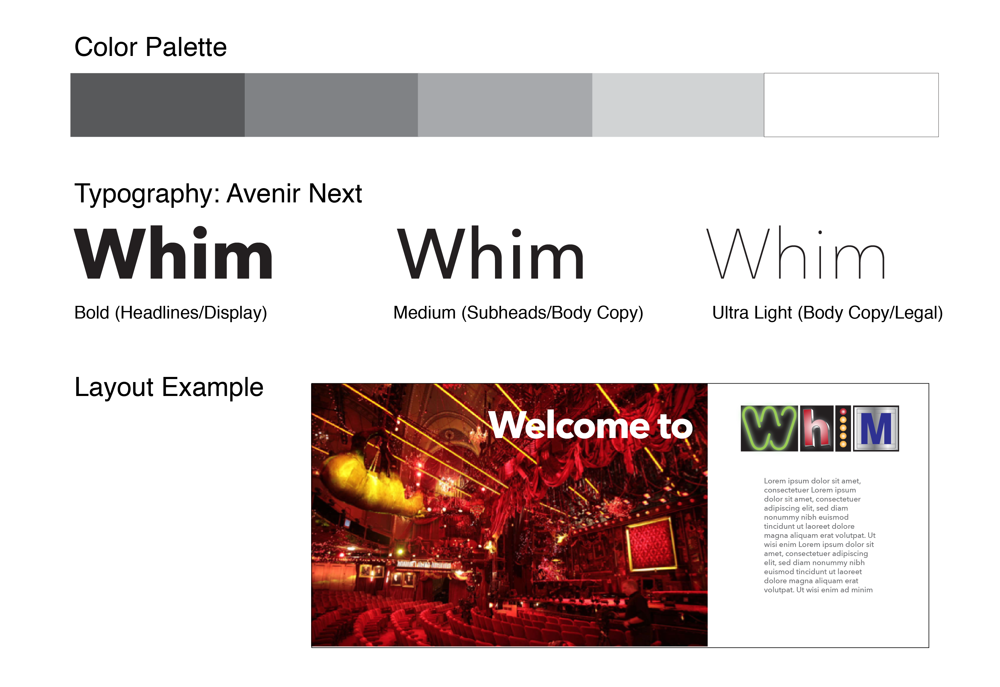 Color Palette
Typography: Avenir Next
Whim
Whim
Whim
Bold (Headlines/Display)
Medium (Subheads/Body Copy)
Ultra Light (Body Copy/Legal)
Layout Example
Welcome to
WhiM
Lorem ipsum dolor sit amet,
consectetuer Lorem ipsum
dolor sit amet, consectetuer
adipiscing elit, sed diam
nonummy nibh euismod
tincidunt ut laoreet dolore
magna aliquam erat volutpat. Ut
wisi enim Lorem ipsum dolor sit
amet, consectetuer adipiscing
elit, sed diam nonummy nibh
euismod tincidunt ut laoreet
dolore magna aliquam erat
volutpat. Ut wisi enim ad minim